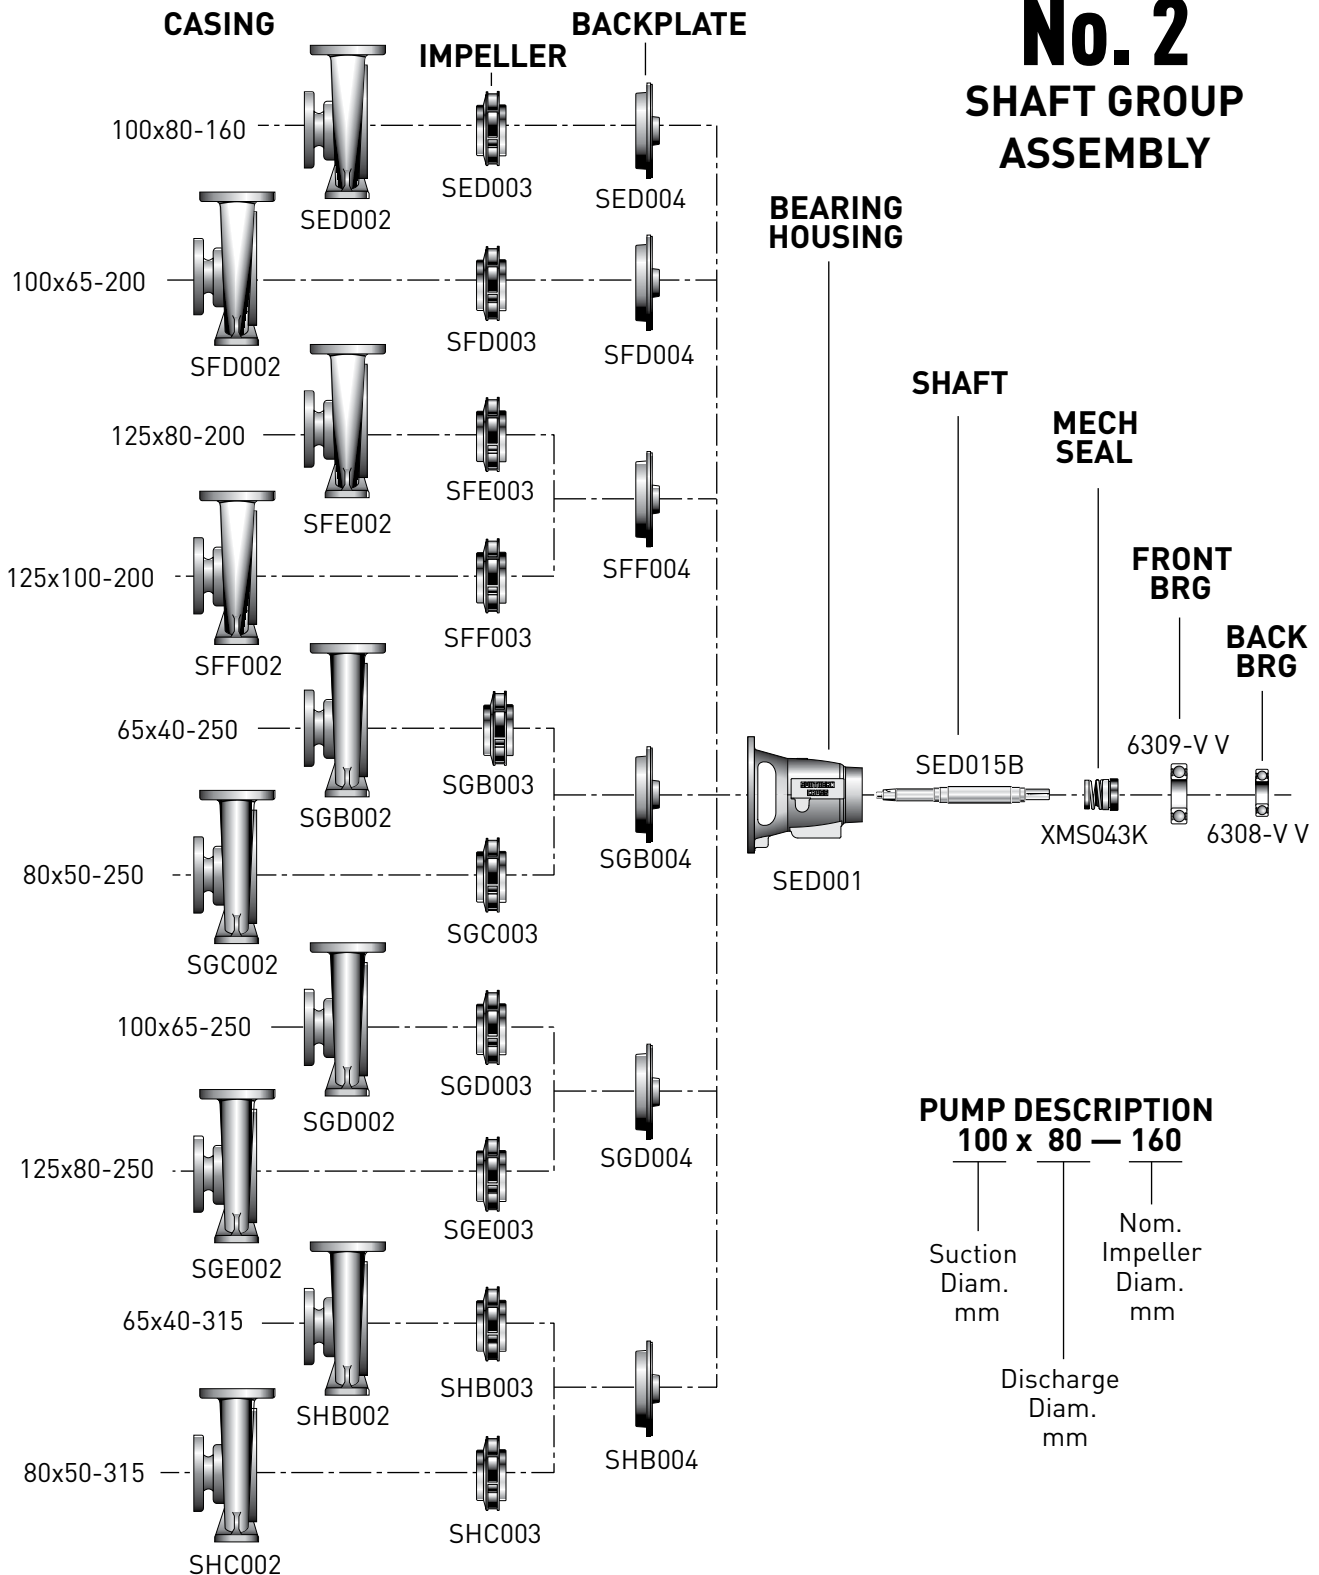 CASING
BACKPLATE
IMPELLER
No. 2
SHAFT GROUP
ASSEMBLY
100x80-160
SED002
SED003
SED004
100x65-200
SFD002
SFD003
SFD004
125x80-200
SFE002
SFE003
125x100-200
SFF002
SFF003
SFF004
65x40-250
SGB002
SGB003
80x50-250
SGC002
SGC003
SGB004
100x65-250
SGD002
SGD003
125x80-250
SGE002
SGE003
SGD004
65x40-315
SHB002
SHB003
80x50-315
SHC002
SHC003
SHB004
BEARING
HOUSING
SOUTHERN
CROSS
SED001
SHAFT
SED015B
MECH
SEAL
XMS043K
FRONT
BRG
6309-V V
BACK
BRG
6308-V V
PUMP DESCRIPTION
100 x 80 — 160
Suction
Diam.
mm
Discharge
Diam.
mm
Nom.
Impeller
Diam.
mm